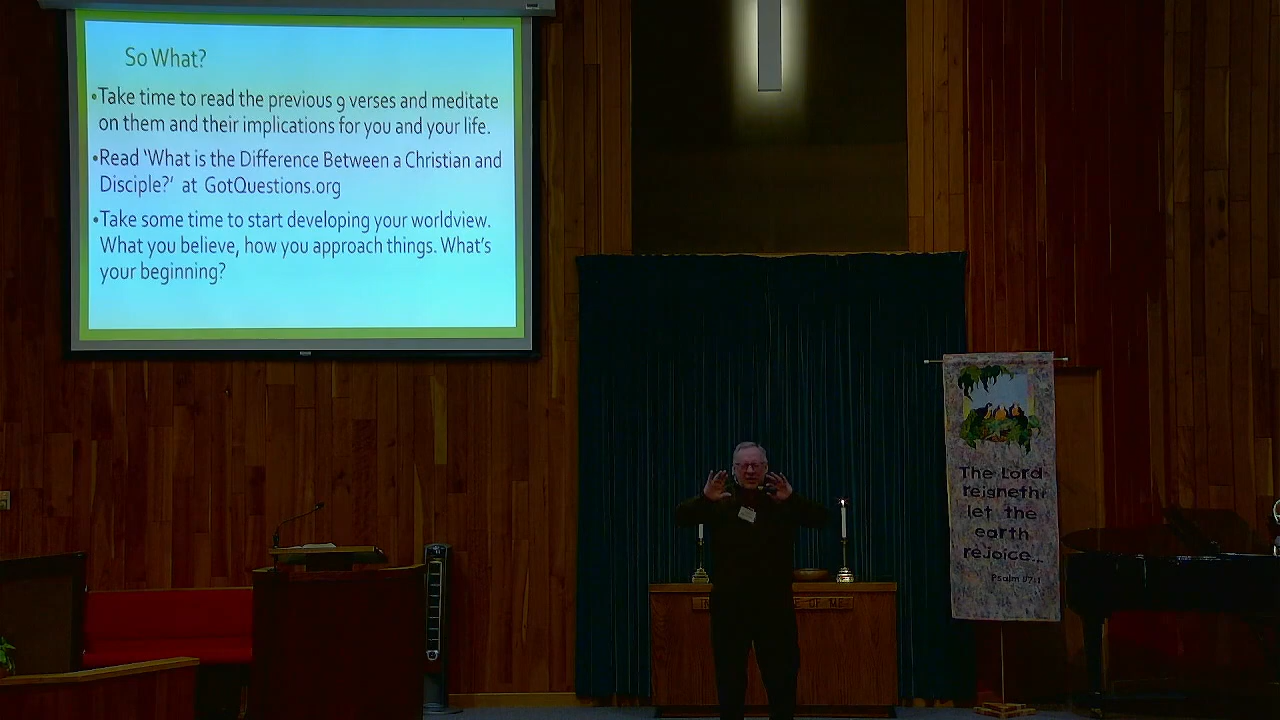 So What?
•Take time to read the previous 9 verses and meditate
on them and their implications for you and your life.
•Read ‘What is the Difference Between a Christian and
Disciple?’ at GotQuestions.org
•Take some time to start developing your worldview.
What you believe, how you approach things. What’s
your beginning?
The Lord
reigneth
let the
earth
rejoice...
Psalm 97:1